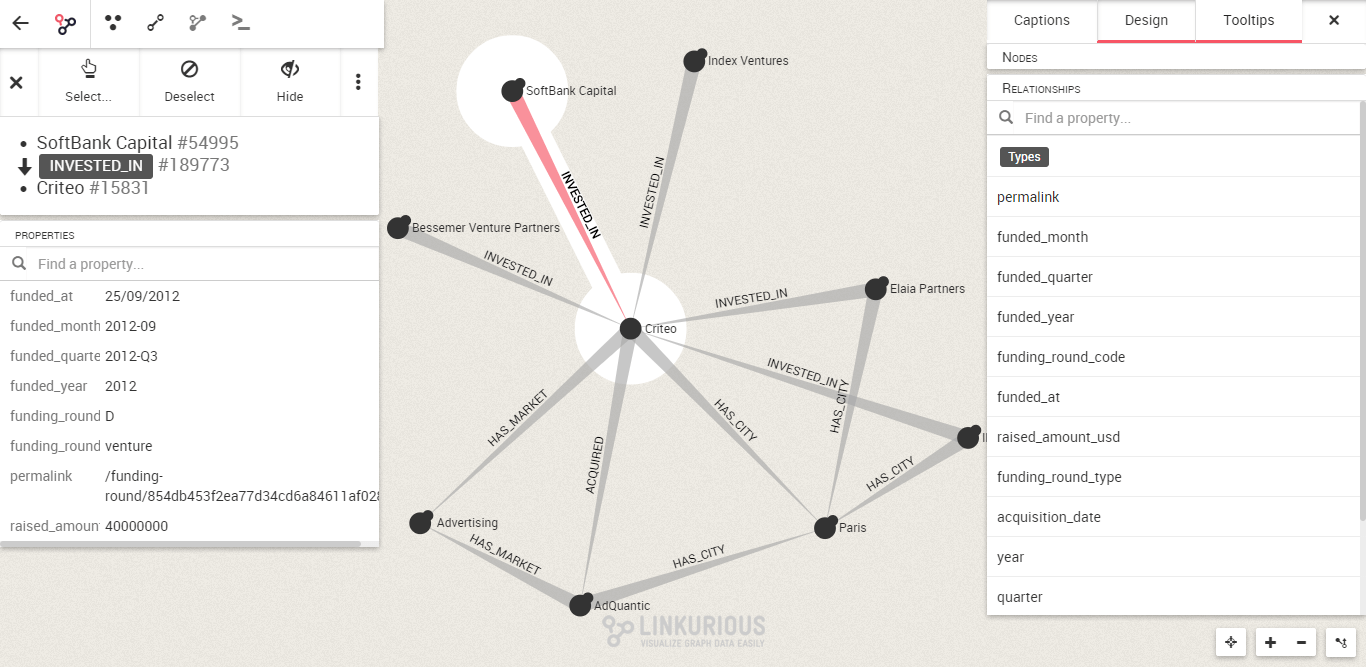 Select...
Deselect
Hide
SoftBank Capital #54995
INVESTED_IN #189773
Criteo #15831
PROPERTIES
Find a property...
funded_at 25/09/2012
funded_month 2012-09
funded_quarte 2012-Q3
funded_year 2012
funding_round D
funding_round venture
permalink /funding-
round/854db453f2ea77d34cd6a84611af028
raised_amoun 40000000
SoftBank Capital
Index Ventures
INVESTED_IN
INVESTED_IN
Bessemer Venture Partners
INVESTED_IN
Elaia Partners
INVESTED_IN
Criteo
INVESTED_IN
HAS_CITY
HAS_MARKET
HAS_CITY
ACQUIRED
HAS_CITY
Advertising
Paris
HAS_MARKET
HAS_CITY
AdQuantic
LINKURIOUS
VISUALIZE GRAPH DATA EASILY
Captions
Design
Tooltips
NODES
RELATIONSHIPS
Find a property...
Types
permalink
funded_month
funded_quarter
funded_year
funding_round_code
funded_at
raised_amount_usd
funding_round_type
acquisition_date
year
quarter